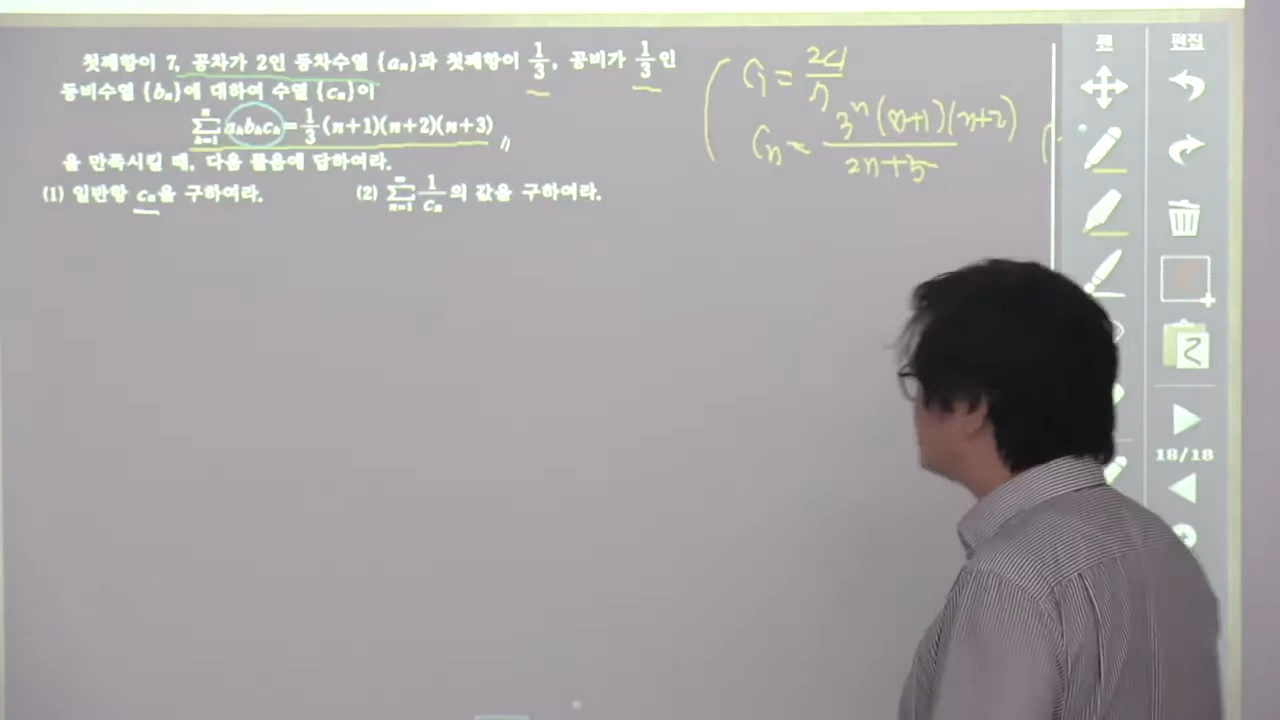 첫째항이 7, 공차가 2인 등차수열 {aₙ}과 첫째항이 1/3, 공비가 1/3인
등비수열 {bₙ}에 대하여 수열 {cₙ}이
∑ₖ₌₁ⁿ aₖbₖcₖ = 1/3 (n+1)(n+2)(n+3)
을 만족시킬 때, 다음 물음에 답하여라.
(1) 일반항 cₙ을 구하여라. (2) ∑ₙ₌₁^∞ 1/cₙ 의 값을 구하여라.
Cₙ = 3ⁿ(n+1)(n+2) / 2n+5
펜 편집
18/18